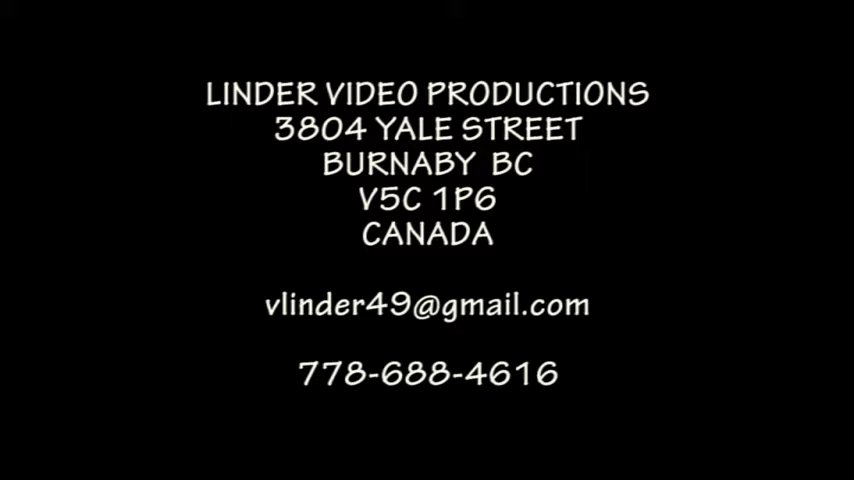 LINDER VIDEO PRODUCTIONS
3804 YALE STREET
BURNABY BC
V5C 1P6
CANADA
vlinder49@gmail.com
778-688-4616